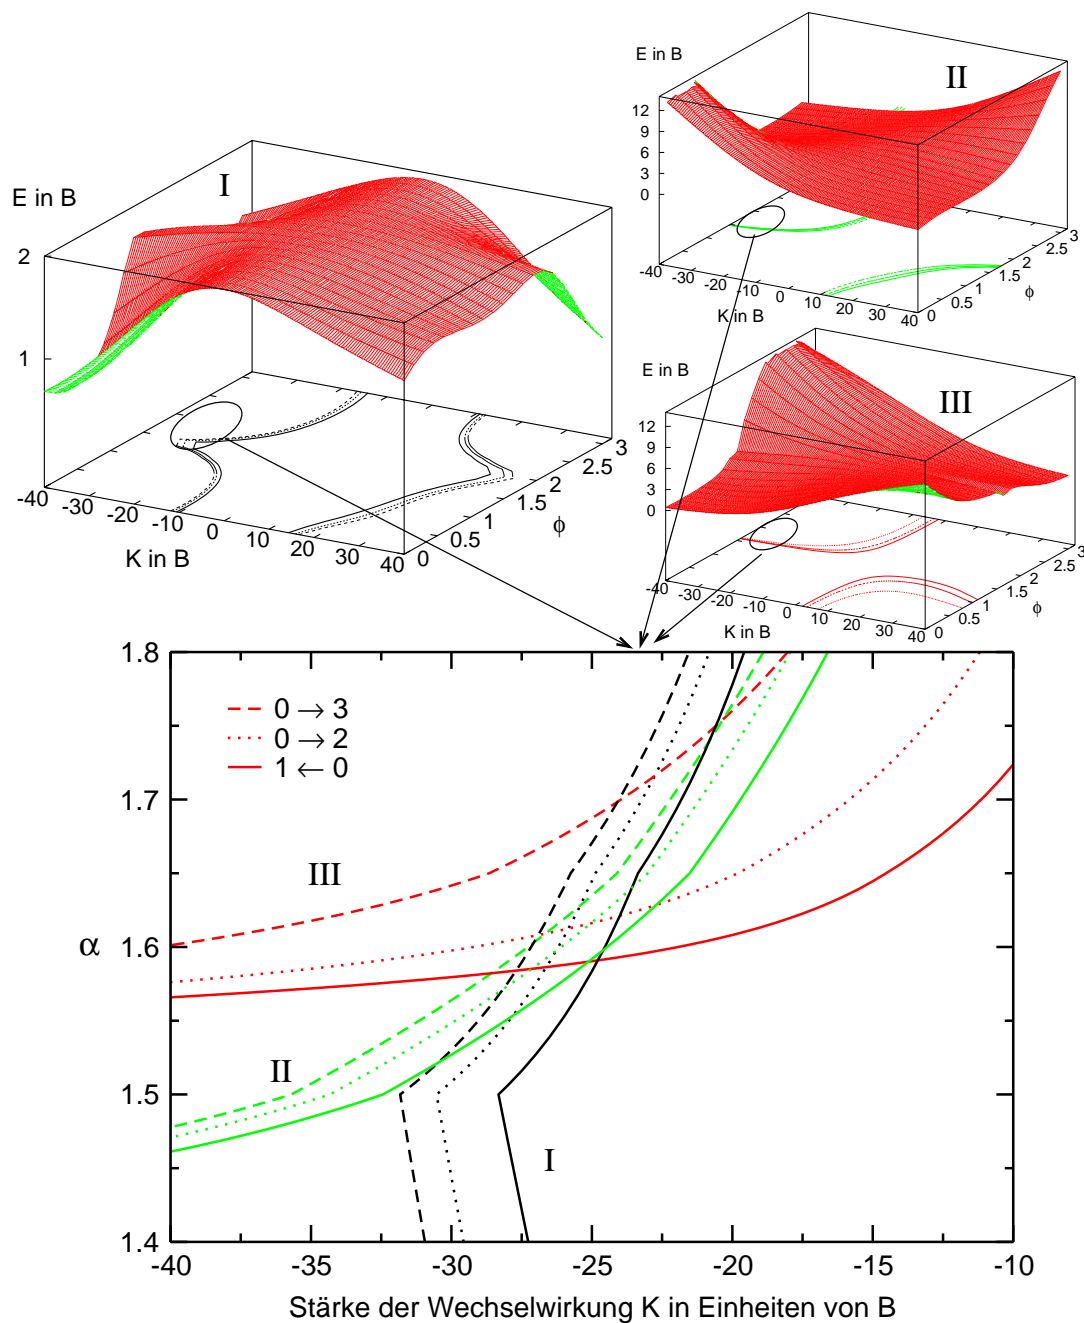 I
E in B
2
1
-40 -30 -20 -10 0 10 20 30 40
K in B
0 0.5 1 1.5 2 2.5 3
ϕ
II
E in B
12
9
6
3
0
-40 -30 -20 -10 0 10 20 30 40
K in B
0 0.5 1 1.5 2 2.5 3
ϕ
III
E in B
12
9
6
3
0
-40 -30 -20 -10 0 10 20 30 40
K in B
0 0.5 1 1.5 2 2.5 3
ϕ
1.8
1.7
1.6
1.5
1.4
α
0 → 3
0 → 2
1 ← 0
III
II
I
-40 -35 -30 -25 -20 -15 -10
Stärke der Wechselwirkung K in Einheiten von B